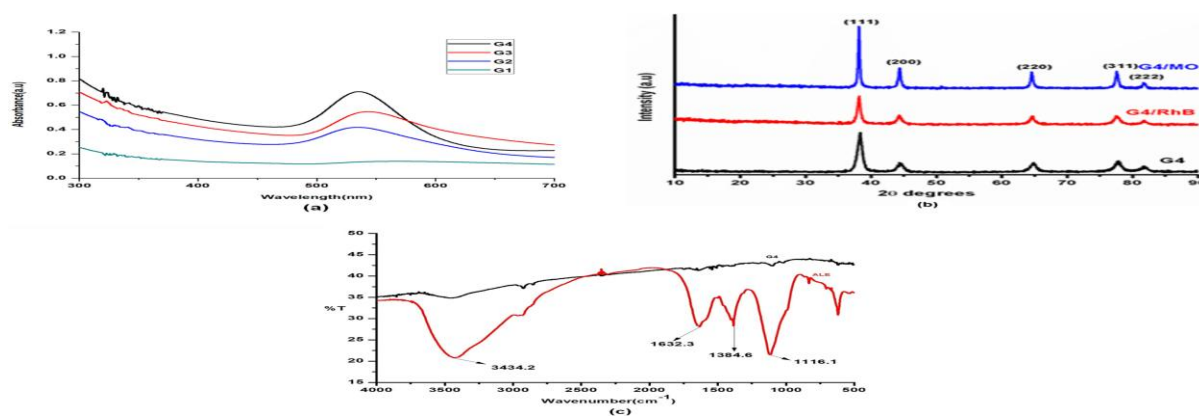 1.2
1.0
0.8
0.6
0.4
0.2
0.0
Absorbance(a.u)
G4
G3
G2
G1
300 400 500 600 700
Wavelength(nm)
(a)
Intensity (a.u)
(111)
(200)
(220)
(311)
(222)
G4/MO
G4/RhB
G4
10 20 30 40 50 60 70 80 90
2θ degrees
(b)
50
45
40
35
30
25
20
15
%T
G4
ALE
3434.2
1632.3
1384.6
1116.1
4000 3500 3000 2500 2000 1500 1000 500
Wavenumber(cm⁻¹)
(c)